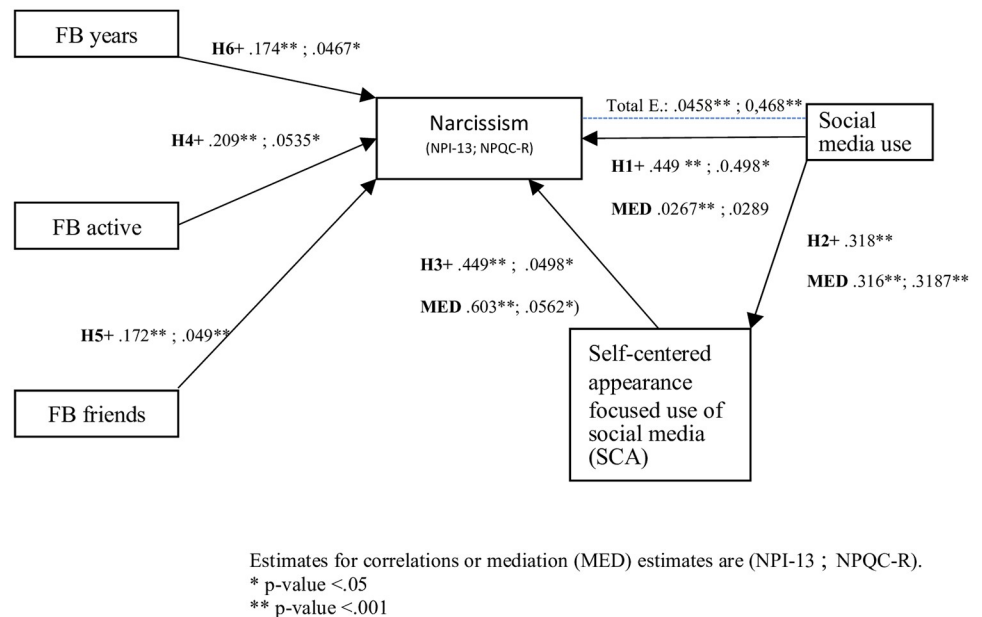 FB years
H6+ .174** ; .0467*
Total E.: .0458** ; 0,468**
Narcissism
(NPI-13; NPQC-R)
Social
media use
H4+ .209** ; .0535*
H1+ .449 ** ; .0.498*
MED .0267** ; .0289
FB active
H2+ .318**
MED .316**; .3187**
H3+ .449** ;  .0498*
MED .603**; .0562*)
H5+ .172** ; .049**
Self-centered
appearance
focused use of
social media
(SCA)
FB friends
Estimates for correlations or mediation (MED) estimates are (NPI-13 ; NPQC-R).
* p-value <.05
** p-value <.001